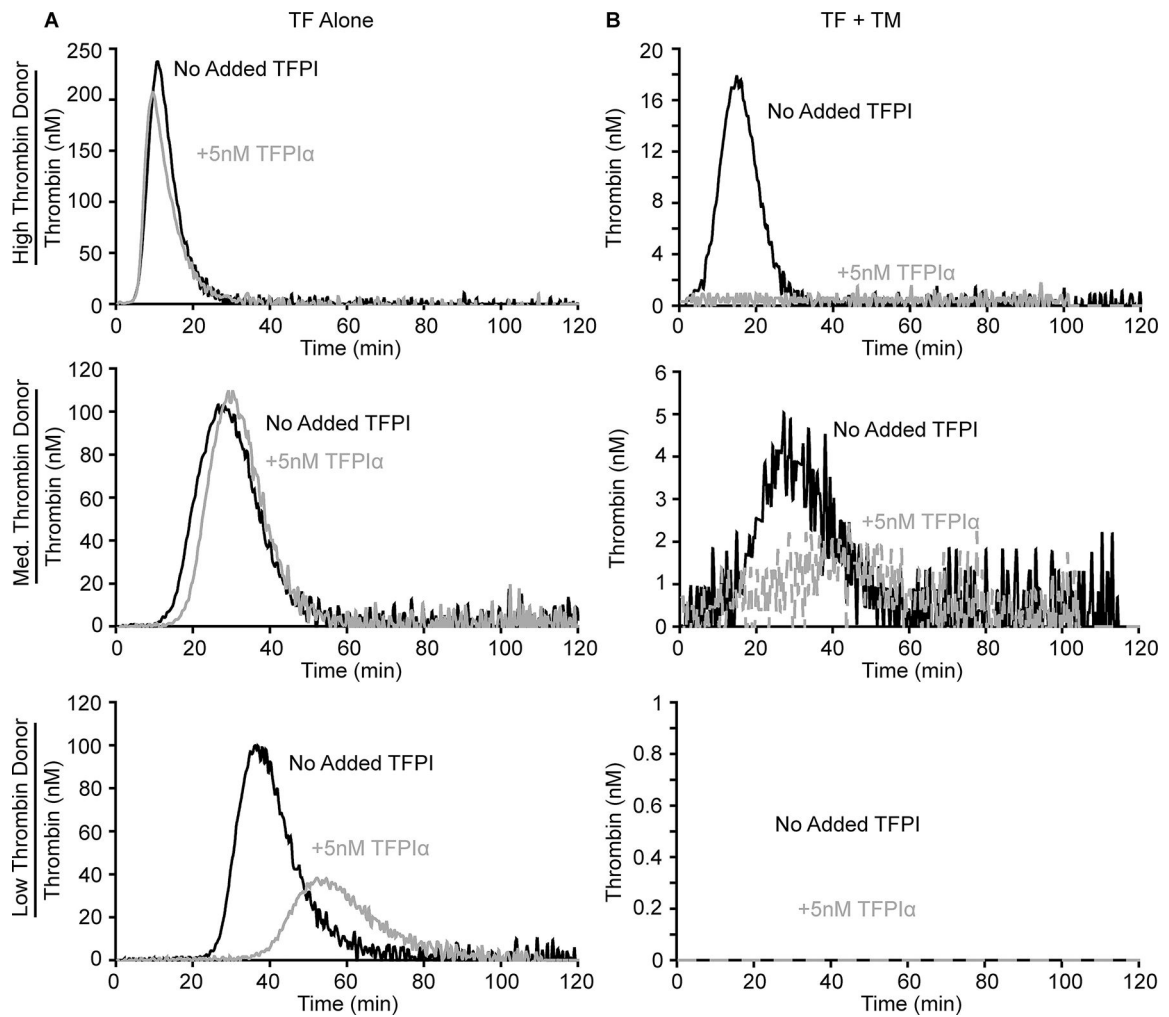 A
TF Alone
B
TF + TM
High Thrombin Donor
Thrombin (nM)
250
200
150
100
50
0
No Added TFPI
+5nM TFPIα
0 20 40 60 80 100 120
Time (min)
Thrombin (nM)
20
16
12
8
4
0
No Added TFPI
+5nM TFPIα
0 20 40 60 80 100 120
Time (min)
Med. Thrombin Donor
Thrombin (nM)
120
100
80
60
40
20
0
No Added TFPI
+5nM TFPIα
0 20 40 60 80 100 120
Time (min)
Thrombin (nM)
6
5
4
3
2
1
0
No Added TFPI
+5nM TFPIα
0 20 40 60 80 100 120
Time (min)
Low Thrombin Donor
Thrombin (nM)
120
100
80
60
40
20
0
No Added TFPI
+5nM TFPIα
0 20 40 60 80 100 120
Time (min)
Thrombin (nM)
1
0.8
0.6
0.4
0.2
0
No Added TFPI
+5nM TFPIα
0 20 40 60 80 100 120
Time (min)